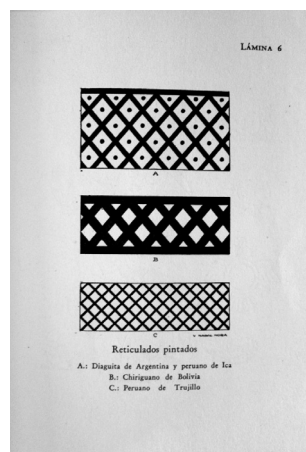 LÁMINA 6
A
B
C
Reticulados pintados
A.: Diaguita de Argentina y peruano de Ica
B.: Chiriguano de Bolivia
C.: Peruano de Trujillo